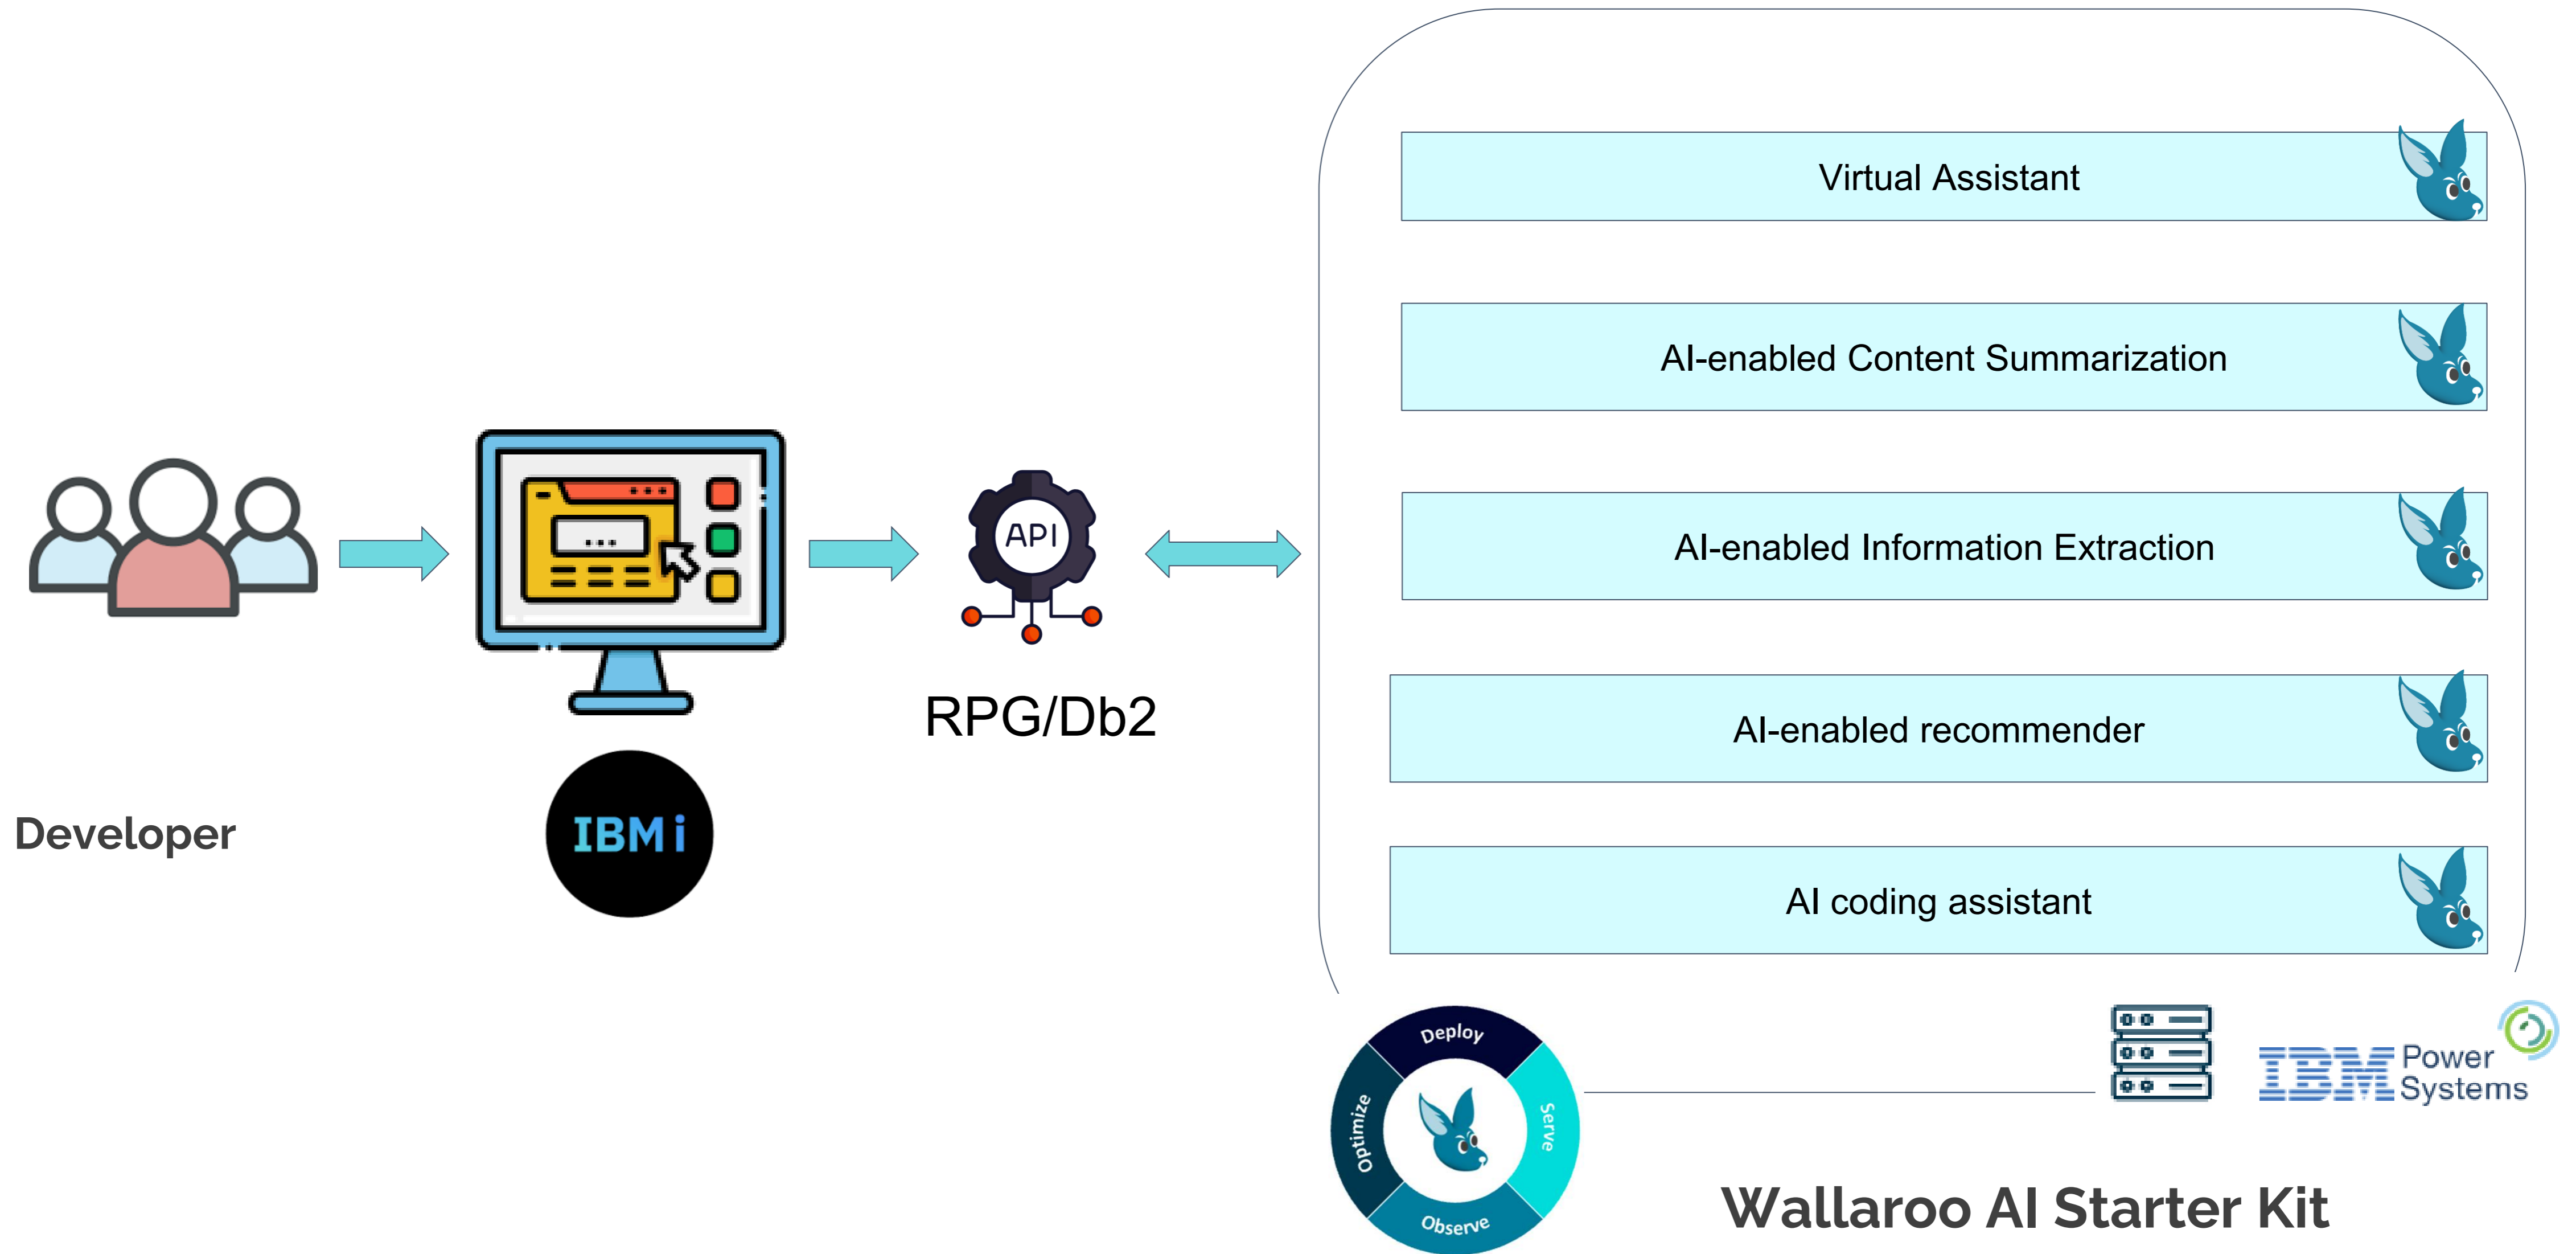 Virtual Assistant
AI-enabled Content Summarization
AI-enabled Information Extraction
AI-enabled recommender
AI coding assistant
API
RPG/Db2
IBM i
Developer
Deploy
Serve
Observe
Optimize
IBM Power
Systems
Wallaroo AI Starter Kit